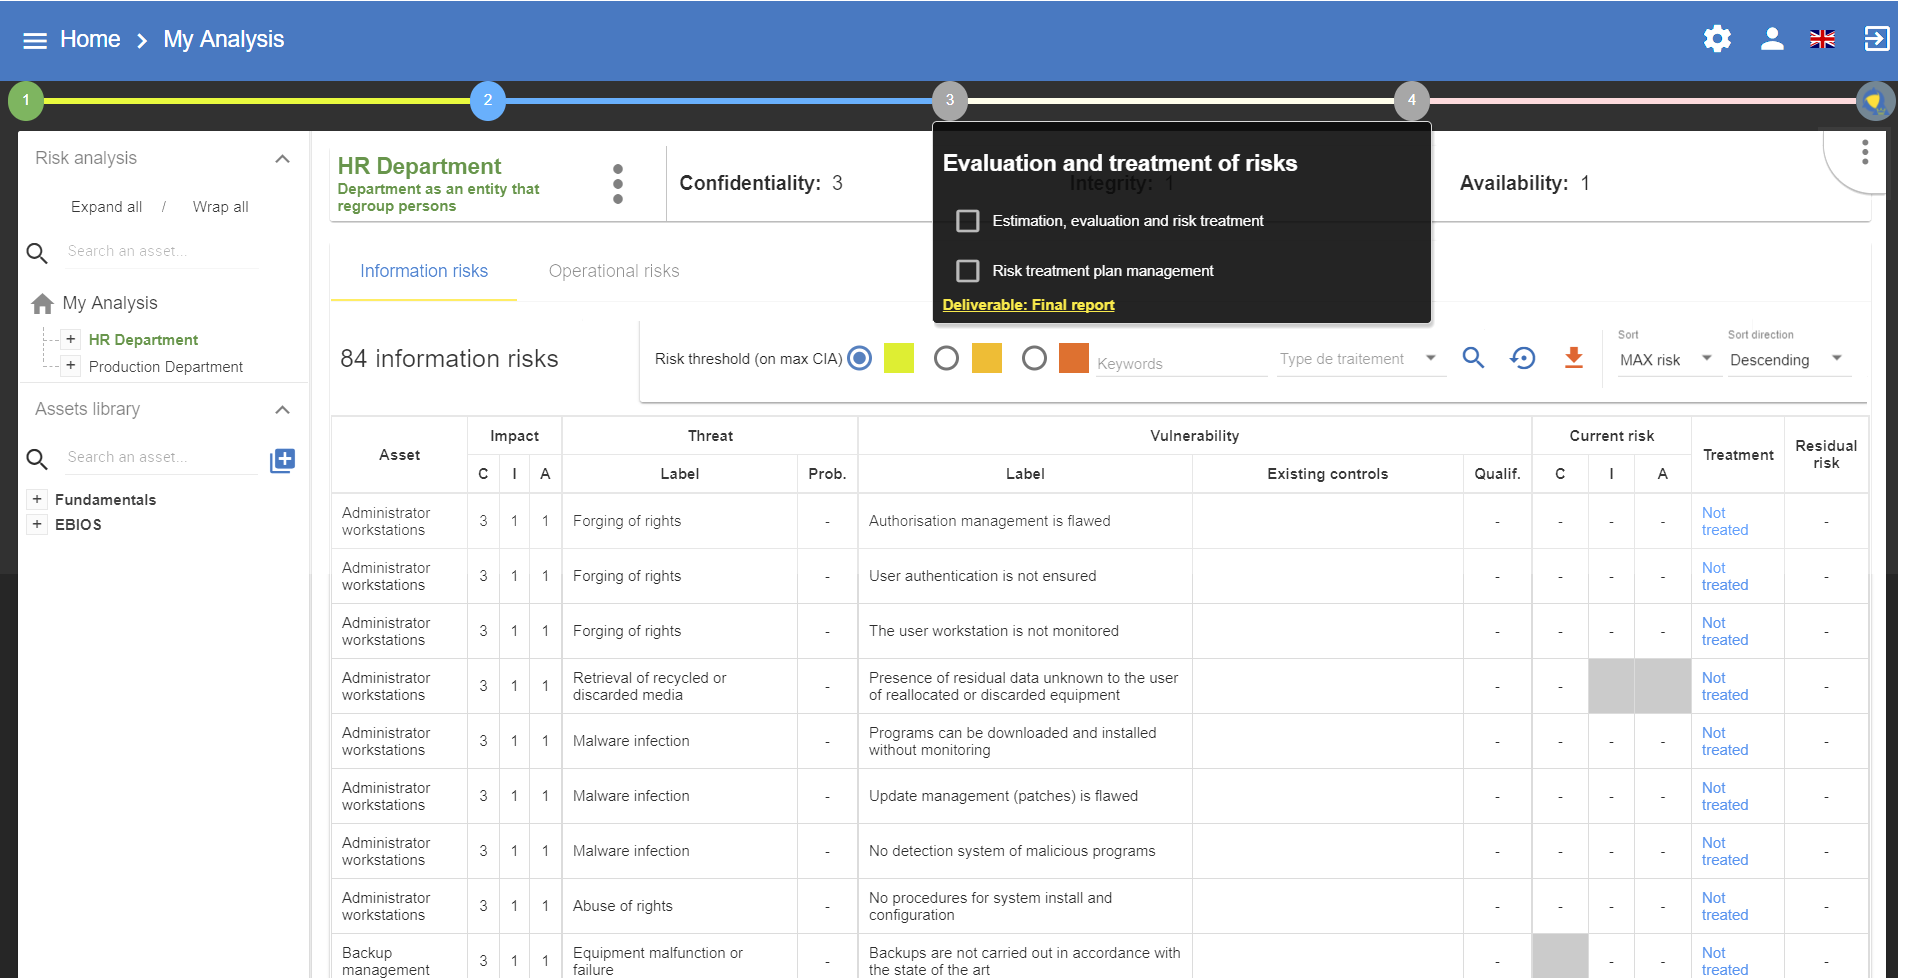 Home > My Analysis
1
2
3
4
Risk analysis
Expand all / Wrap all
Search an asset...
My Analysis
+ HR Department
+ Production Department
Assets library
Search an asset...
+ Fundamentals
+ EBIOS
HR Department
Department as an entity that
regroup persons
Confidentiality: 3
Integrity: 1
Availability: 1
Evaluation and treatment of risks
Estimation, evaluation and risk treatment
Risk treatment plan management
Deliverable: Final report
Information risks
Operational risks
84 information risks
Risk threshold (on max CIA)
Keywords
Type de traitement
Sort
MAX risk
Sort direction
Descending
Asset Impact Threat Vulnerability Current risk Treatment Residual risk
C I A Label Prob. Label Existing controls Qualif. C I A
Administrator workstations 3 1 1 Forging of rights - Authorisation management is flawed - - - - Not treated -
Administrator workstations 3 1 1 Forging of rights - User authentication is not ensured - - - - Not treated -
Administrator workstations 3 1 1 Forging of rights - The user workstation is not monitored - - - - Not treated -
Administrator workstations 3 1 1 Retrieval of recycled or discarded media - Presence of residual data unknown to the user of reallocated or discarded equipment - - Not treated -
Administrator workstations 3 1 1 Malware infection - Programs can be downloaded and installed without monitoring - - - - Not treated -
Administrator workstations 3 1 1 Malware infection - Update management (patches) is flawed - - - - Not treated -
Administrator workstations 3 1 1 Malware infection - No detection system of malicious programs - - - - Not treated -
Administrator workstations 3 1 1 Abuse of rights - No procedures for system install and configuration - - - - Not treated -
Backup management 3 1 1 Equipment malfunction or failure - Backups are not carried out in accordance with the state of the art - - - Not treated -